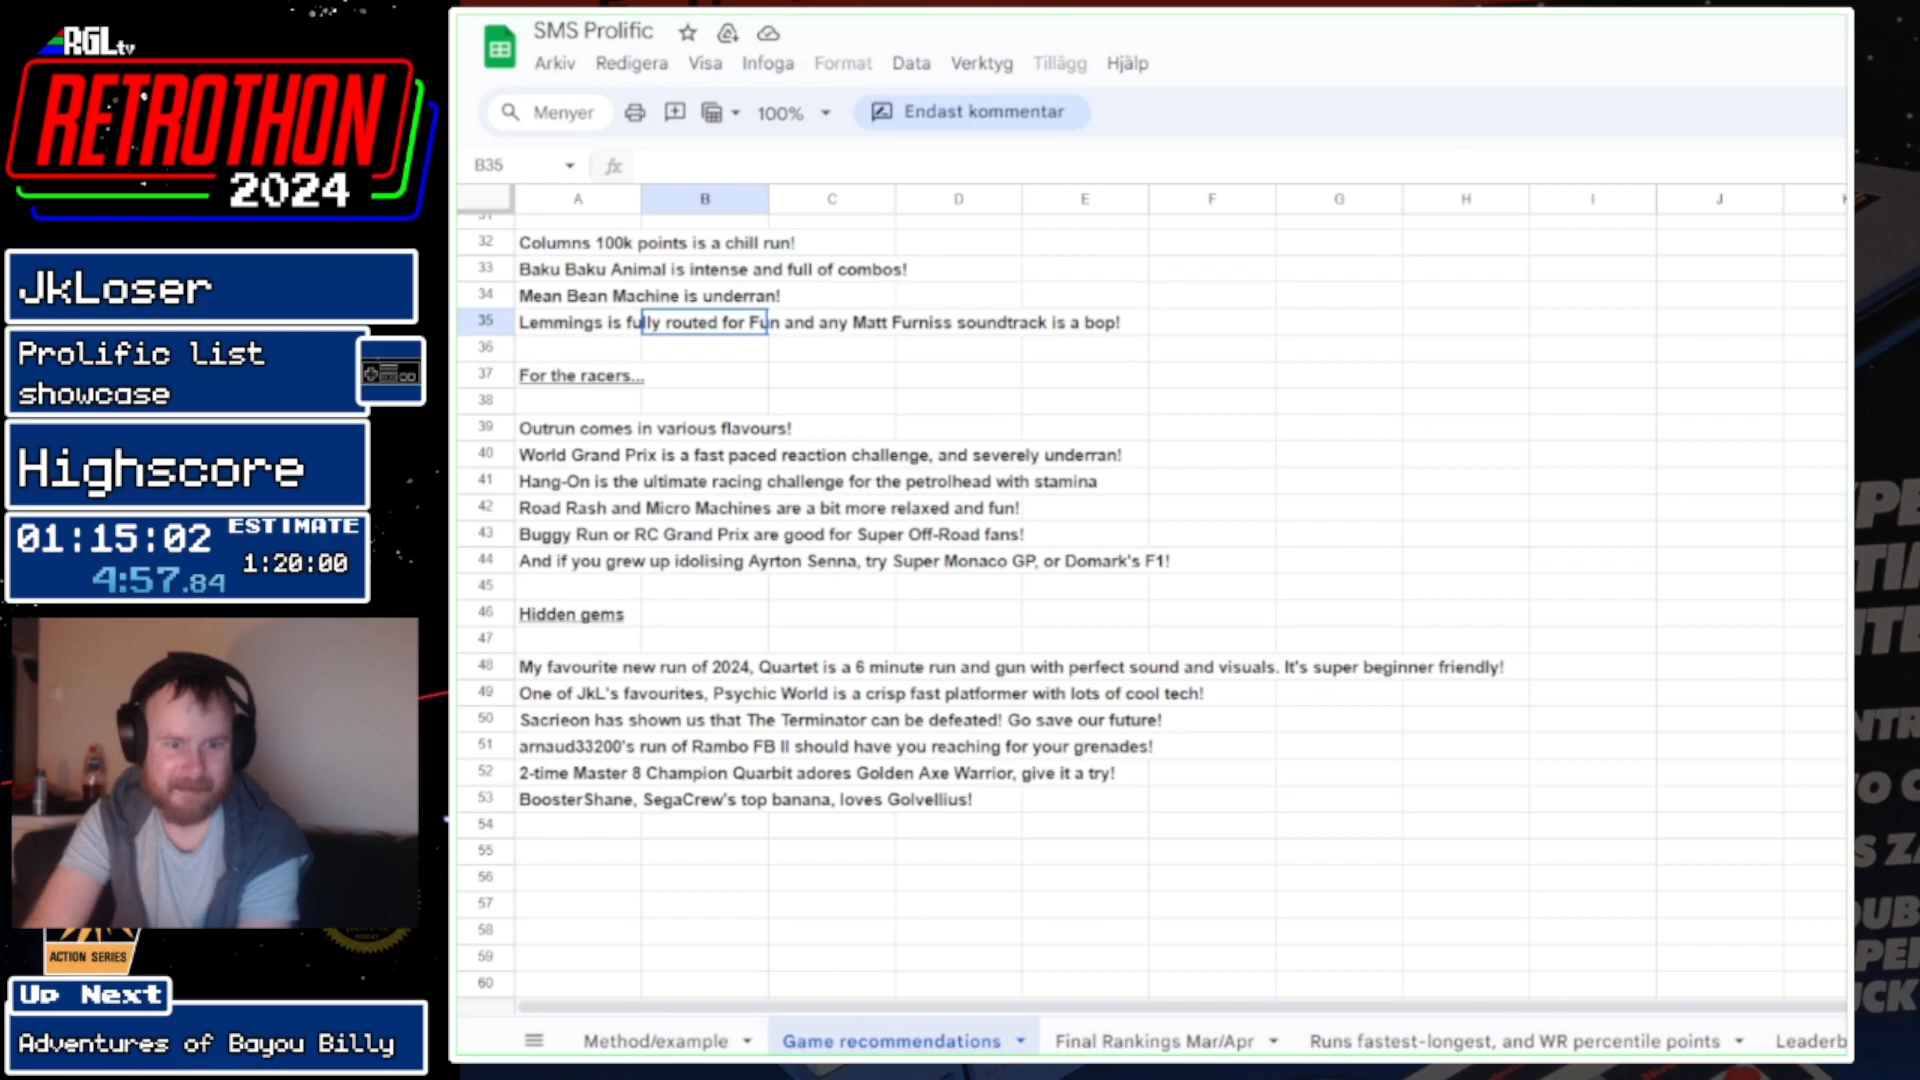 RGLtv
RETROTHON
2024
JkLoser
Prolific list
showcase
Highscore
01:15:02
ESTIMATE
4:57.84
1:20:00
ACTION SERIES
Up Next
Adventures of Bayou Billy
SMS Prolific
Arkiv Redigera Visa Infoga Format Data Verktyg Tillägg Hjälp
Menyer 100% Endast kommentar
B35 fx
A B C D E F G H I J
31
32 Columns 100k points is a chill run!
33 Baku Baku Animal is intense and full of combos!
34 Mean Bean Machine is underran!
35 Lemmings is fully routed for Fun and any Matt Furniss soundtrack is a bop!
36
37 For the racers...
38
39 Outrun comes in various flavours!
40 World Grand Prix is a fast paced reaction challenge, and severely underran!
41 Hang-On is the ultimate racing challenge for the petrolhead with stamina
42 Road Rash and Micro Machines are a bit more relaxed and fun!
43 Buggy Run or RC Grand Prix are good for Super Off-Road fans!
44 And if you grew up idolising Ayrton Senna, try Super Monaco GP, or Domark's F1!
45
46 Hidden gems
47
48 My favourite new run of 2024, Quartet is a 6 minute run and gun with perfect sound and visuals. It's super beginner friendly!
49 One of JkL's favourites, Psychic World is a crisp fast platformer with lots of cool tech!
50 Sacrieon has shown us that The Terminator can be defeated! Go save our future!
51 arnaud33200's run of Rambo FB II should have you reaching for your grenades!
52 2-time Master 8 Champion Quarbit adores Golden Axe Warrior, give it a try!
53 BoosterShane, SegaCrew's top banana, loves Golvellius!
54
55
56
57
58
59
60
Method/example Game recommendations Final Rankings Mar/Apr Runs fastest-longest, and WR percentile points Leaderb